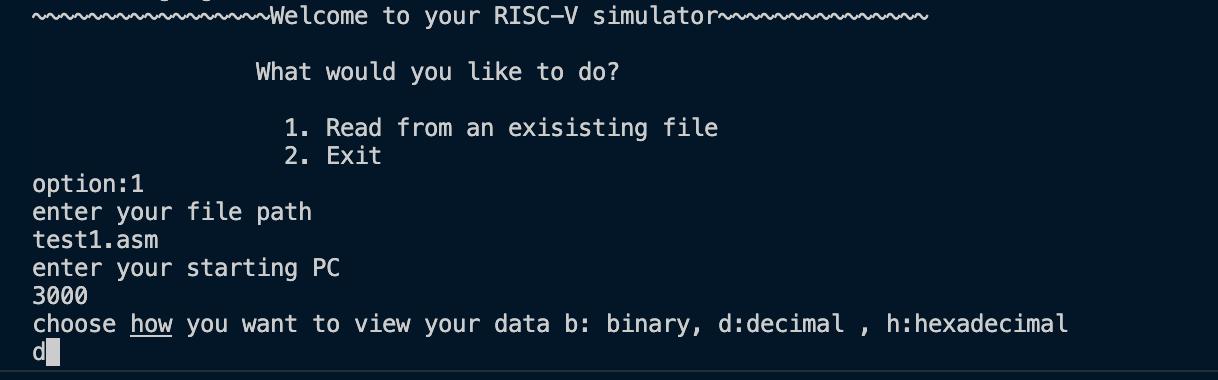 ~~~~~~~~~~~~~~~~~Welcome to your RISC-V simulator~~~~~~~~~~~~~~~
What would you like to do?
1. Read from an exisisting file
2. Exit
option:1
enter your file path
test1.asm
enter your starting PC
3000
choose how you want to view your data b: binary, d:decimal , h:hexadecimal
d